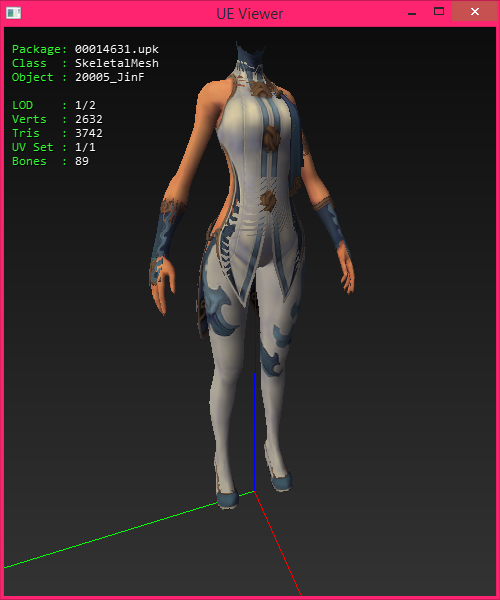 UE Viewer
Package: 00014631.upk
Class : SkeletalMesh
Object : 20005_JinF
LOD : 1/2
Verts : 2632
Tris : 3742
UV Set : 1/1
Bones : 89